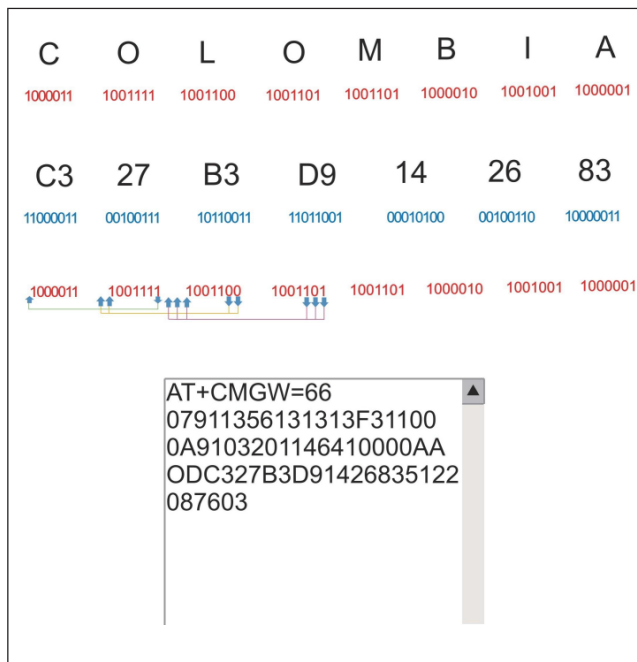 C O L O M B I A
1000011 1001111 1001100 1001101 1001101 1000010 1001001 1000001
C3 27 B3 D9 14 26 83
11000011 00100111 10110011 11011001 00010100 00100110 10000011
1000011 1001111 1001100 1001101 1001101 1000010 1001001 1000001
AT+CMGW=66
07911356131313F31100
0A9103201146410000AA
ODC327B3D91426835122
087603